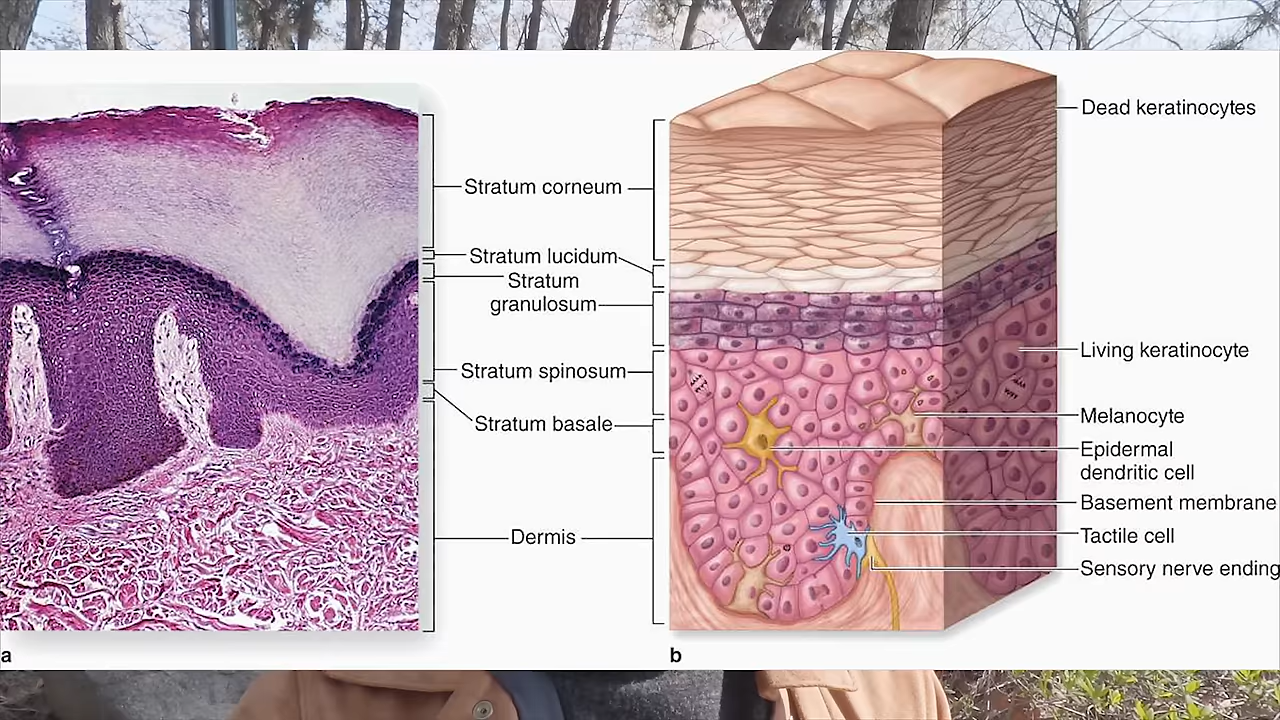 Stratum corneum
Stratum lucidum
Stratum
granulosum
Stratum spinosum
Stratum basale
Dermis
Dead keratinocytes
Living keratinocyte
Melanocyte
Epidermal
dendritic cell
Basement membrane
Tactile cell
Sensory nerve ending
a
b